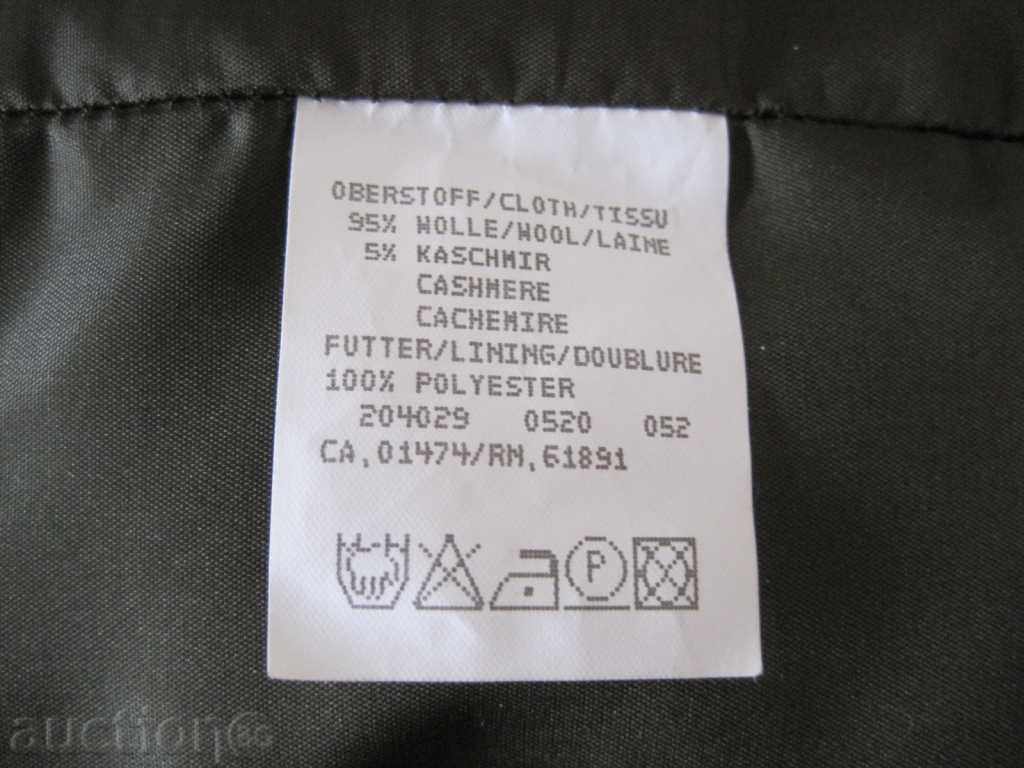 OBERSTOFF/CLOTH/TISSU
95% WOLLE/WOOL/LAINE
5% KASCHMIR
CASHMERE
CACHEMIRE
FUTTER/LINING/DOUBLURE
100% POLYESTER
204029 0520 052
CA,01474/RN,61891
P
auction